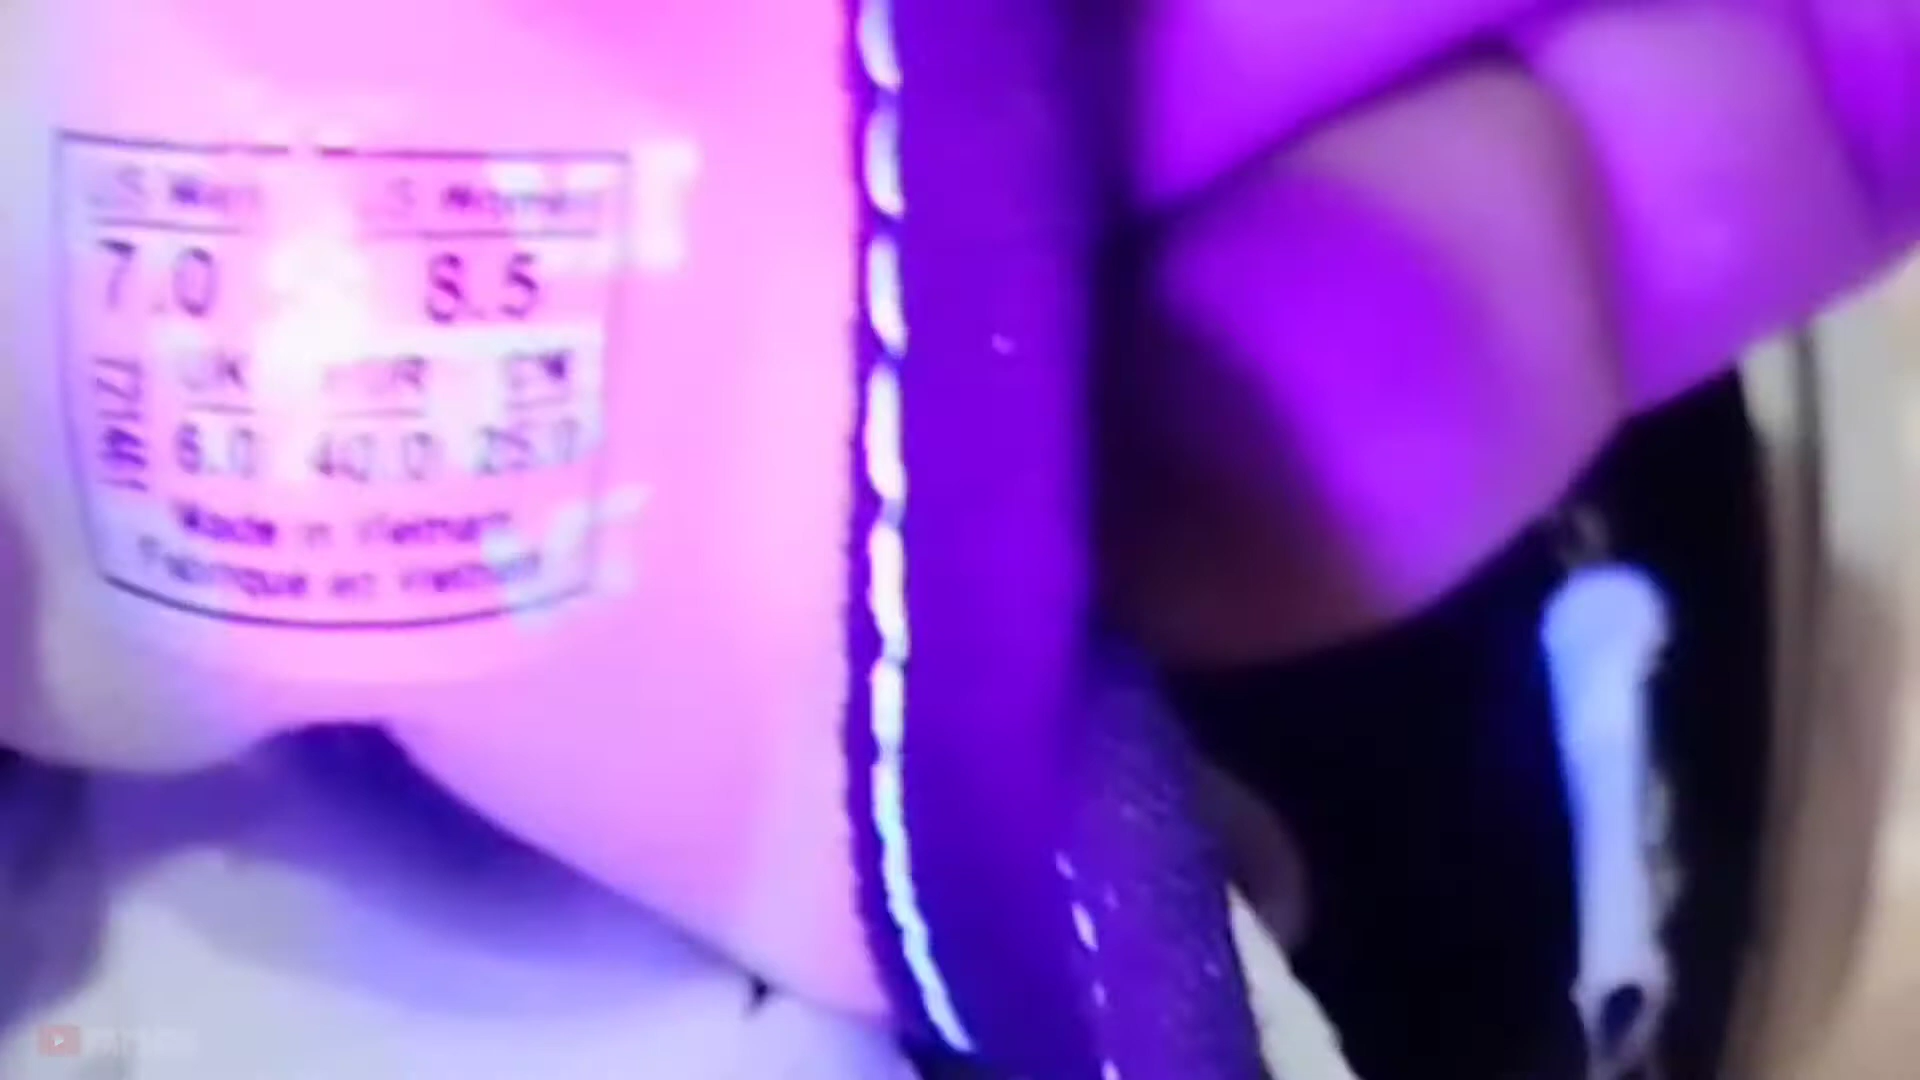 US Men US Women
7.0 8.5
UK EUR CM
6.0 40.0 25.0
Made in Vietnam
Fabriqué en Vietnam